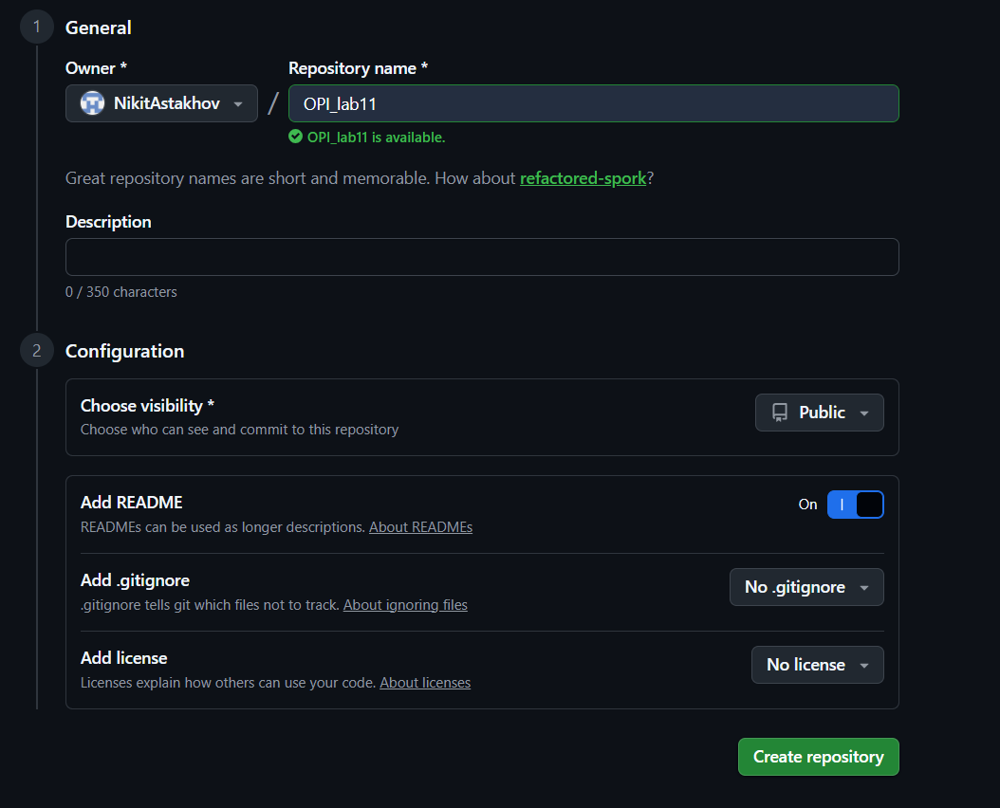 1 General
Owner * Repository name *
NikitAstakhov / OPI_lab11
OPI_lab11 is available.
Great repository names are short and memorable. How about refactored-spork?
Description
0 / 350 characters
2 Configuration
Choose visibility *
Choose who can see and commit to this repository
Public
Add README
READMEs can be used as longer descriptions. About READMEs
On
Add .gitignore
.gitignore tells git which files not to track. About ignoring files
No .gitignore
Add license
Licenses explain how others can use your code. About licenses
No license
Create repository